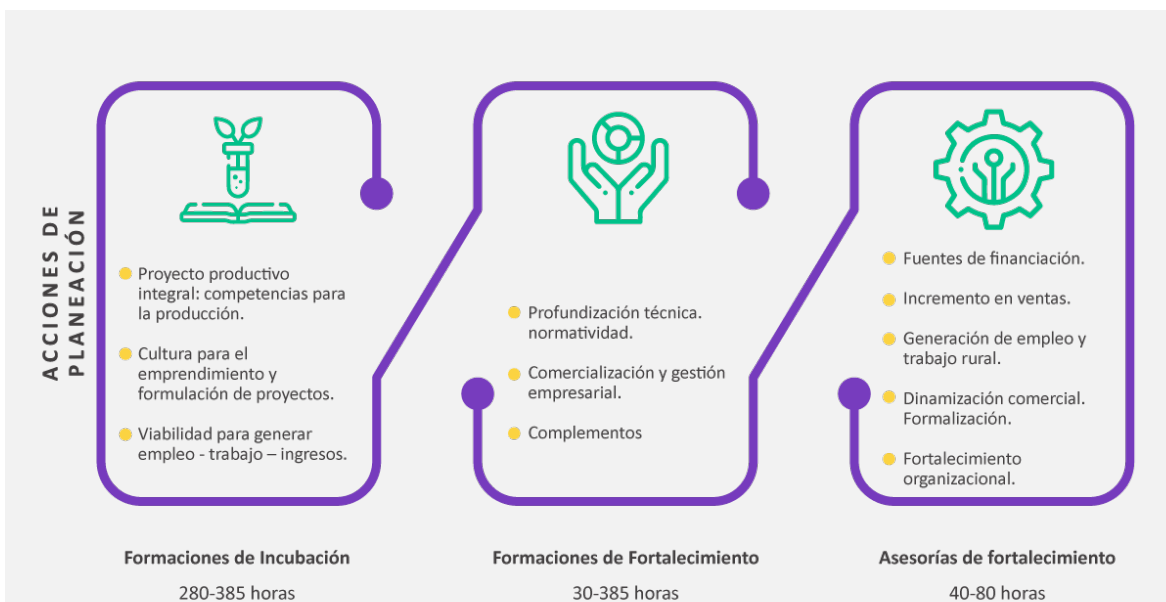 ACCIONES DE
PLANEACIÓN
Proyecto productivo
integral: competencias para
la producción.
Cultura para el
emprendimiento y
formulación de proyectos.
Viabilidad para generar
empleo - trabajo – ingresos.
Formaciones de Incubación
280-385 horas
Profundización técnica.
normatividad.
Comercialización y gestión
empresarial.
Complementos
Formaciones de Fortalecimiento
30-385 horas
Fuentes de financiación.
Incremento en ventas.
Generación de empleo y
trabajo rural.
Dinamización comercial.
Formalización.
Fortalecimiento
organizacional.
Asesorías de fortalecimiento
40-80 horas